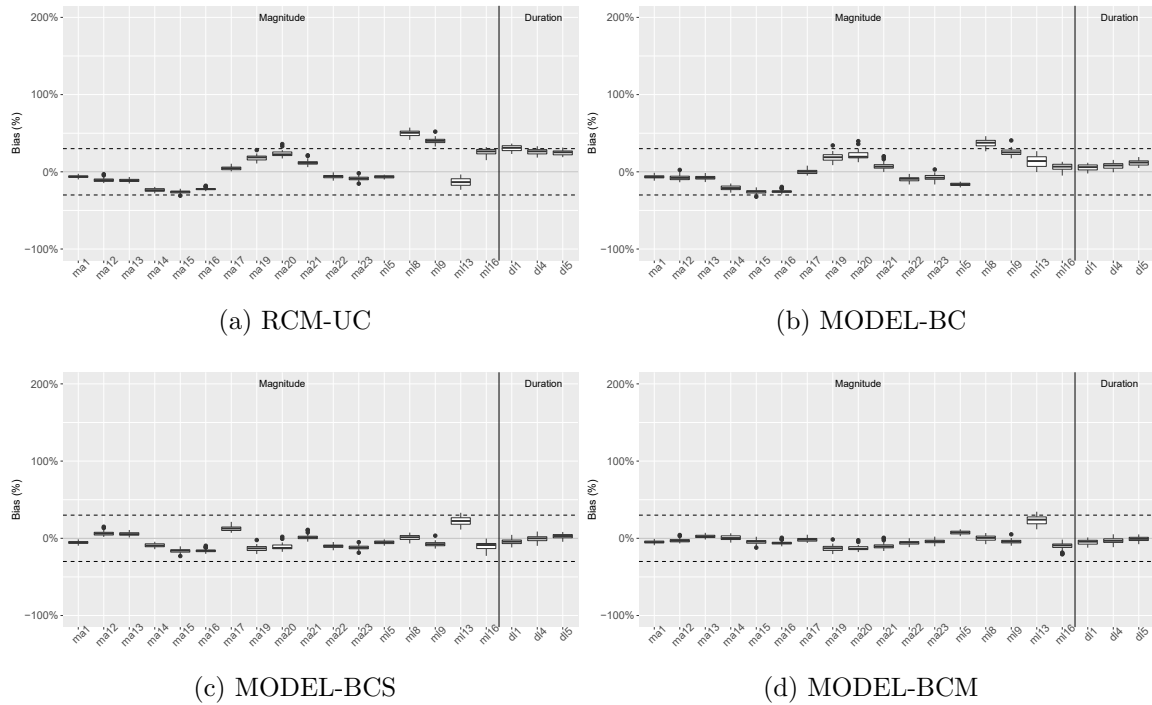 Magnitude Duration
200%
100%
0%
−100%
Bias (%)
ma1 ma12 ma13 ma14 ma15 ma16 ma17 ma19 ma20 ma21 ma22 ma23 ml5 ml8 ml9 ml13 ml16 dl1 dl4 dl5
(a) RCM-UC
Magnitude Duration
200%
100%
0%
−100%
Bias (%)
ma1 ma12 ma13 ma14 ma15 ma16 ma17 ma19 ma20 ma21 ma22 ma23 ml5 ml8 ml9 ml13 ml16 dl1 dl4 dl5
(b) MODEL-BC
Magnitude Duration
200%
100%
0%
−100%
Bias (%)
ma1 ma12 ma13 ma14 ma15 ma16 ma17 ma19 ma20 ma21 ma22 ma23 ml5 ml8 ml9 ml13 ml16 dl1 dl4 dl5
(c) MODEL-BCS
Magnitude Duration
200%
100%
0%
−100%
Bias (%)
ma1 ma12 ma13 ma14 ma15 ma16 ma17 ma19 ma20 ma21 ma22 ma23 ml5 ml8 ml9 ml13 ml16 dl1 dl4 dl5
(d) MODEL-BCM